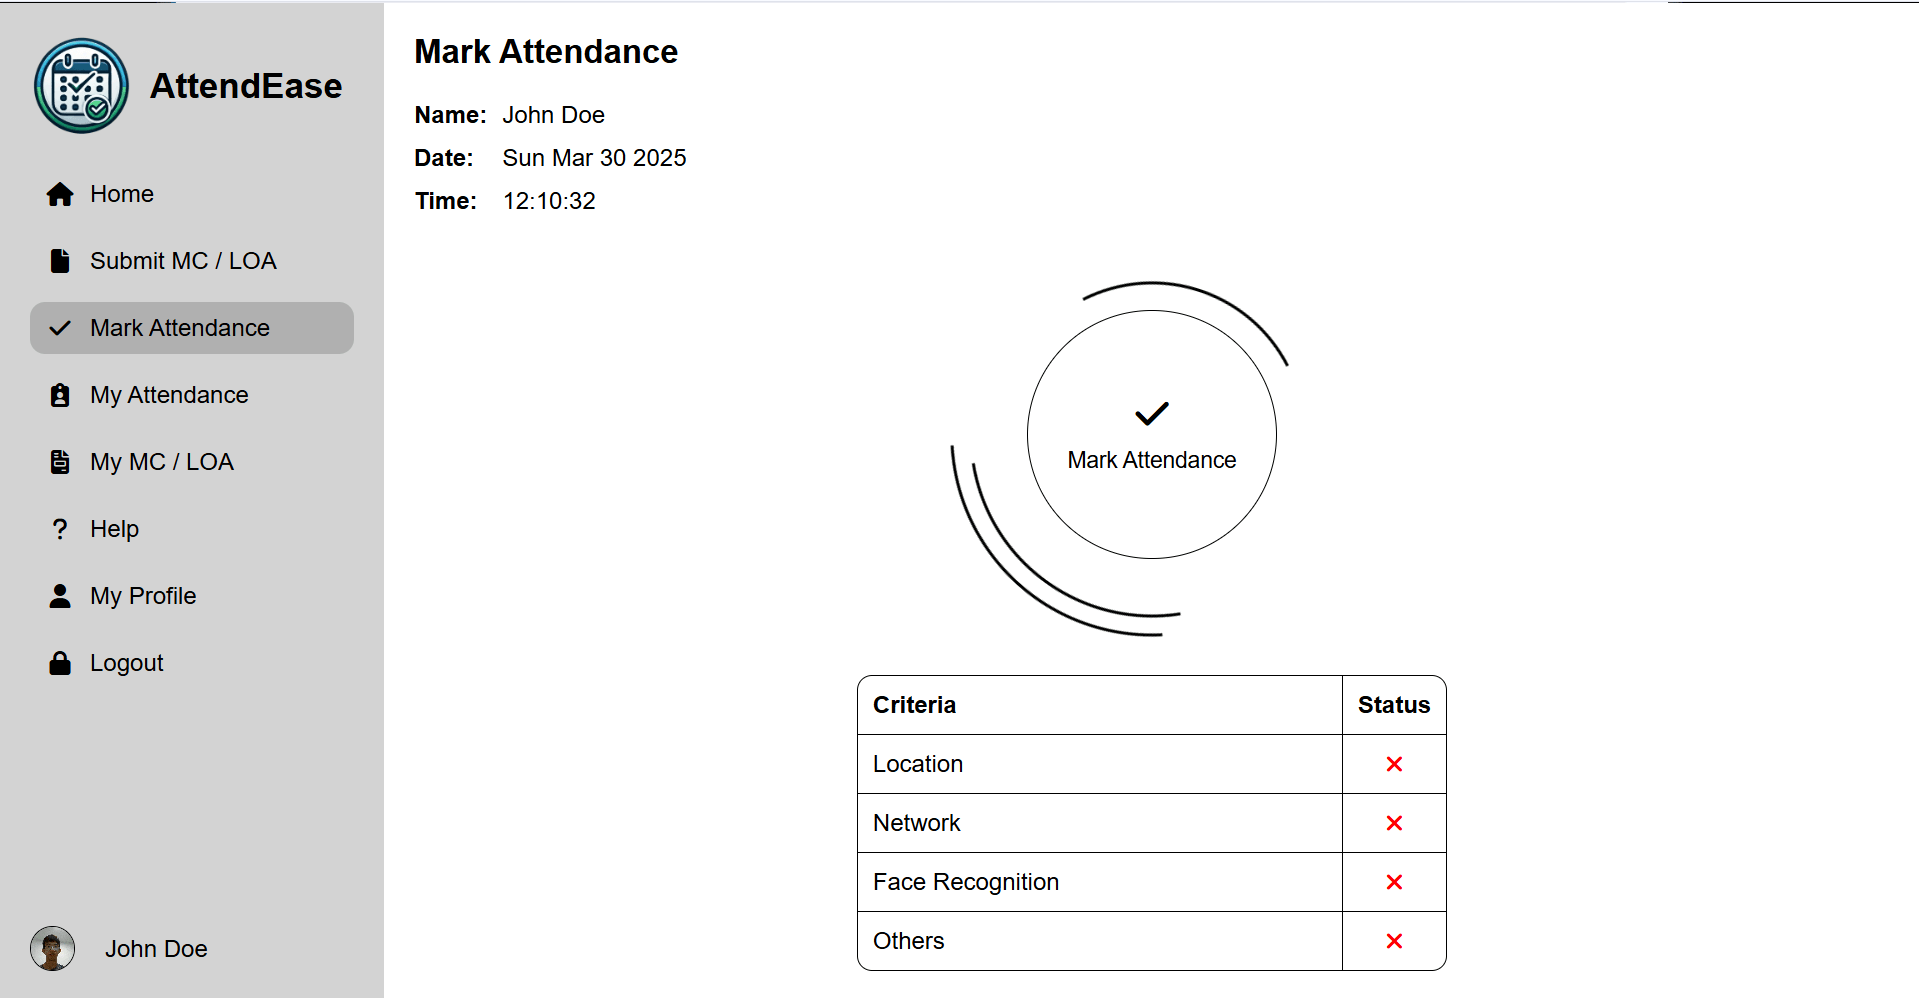 AttendEase
Home
Submit MC / LOA
Mark Attendance
My Attendance
My MC / LOA
Help
My Profile
Logout
John Doe
Mark Attendance
Name: John Doe
Date: Sun Mar 30 2025
Time: 12:10:32
Mark Attendance
Criteria Status
Location
Network
Face Recognition
Others